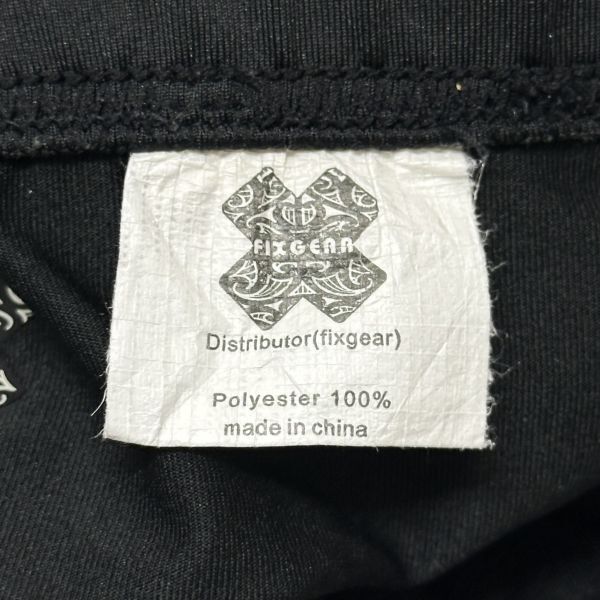 FIXGEAR
Distributor(fixgear)
Polyester 100%
made in china